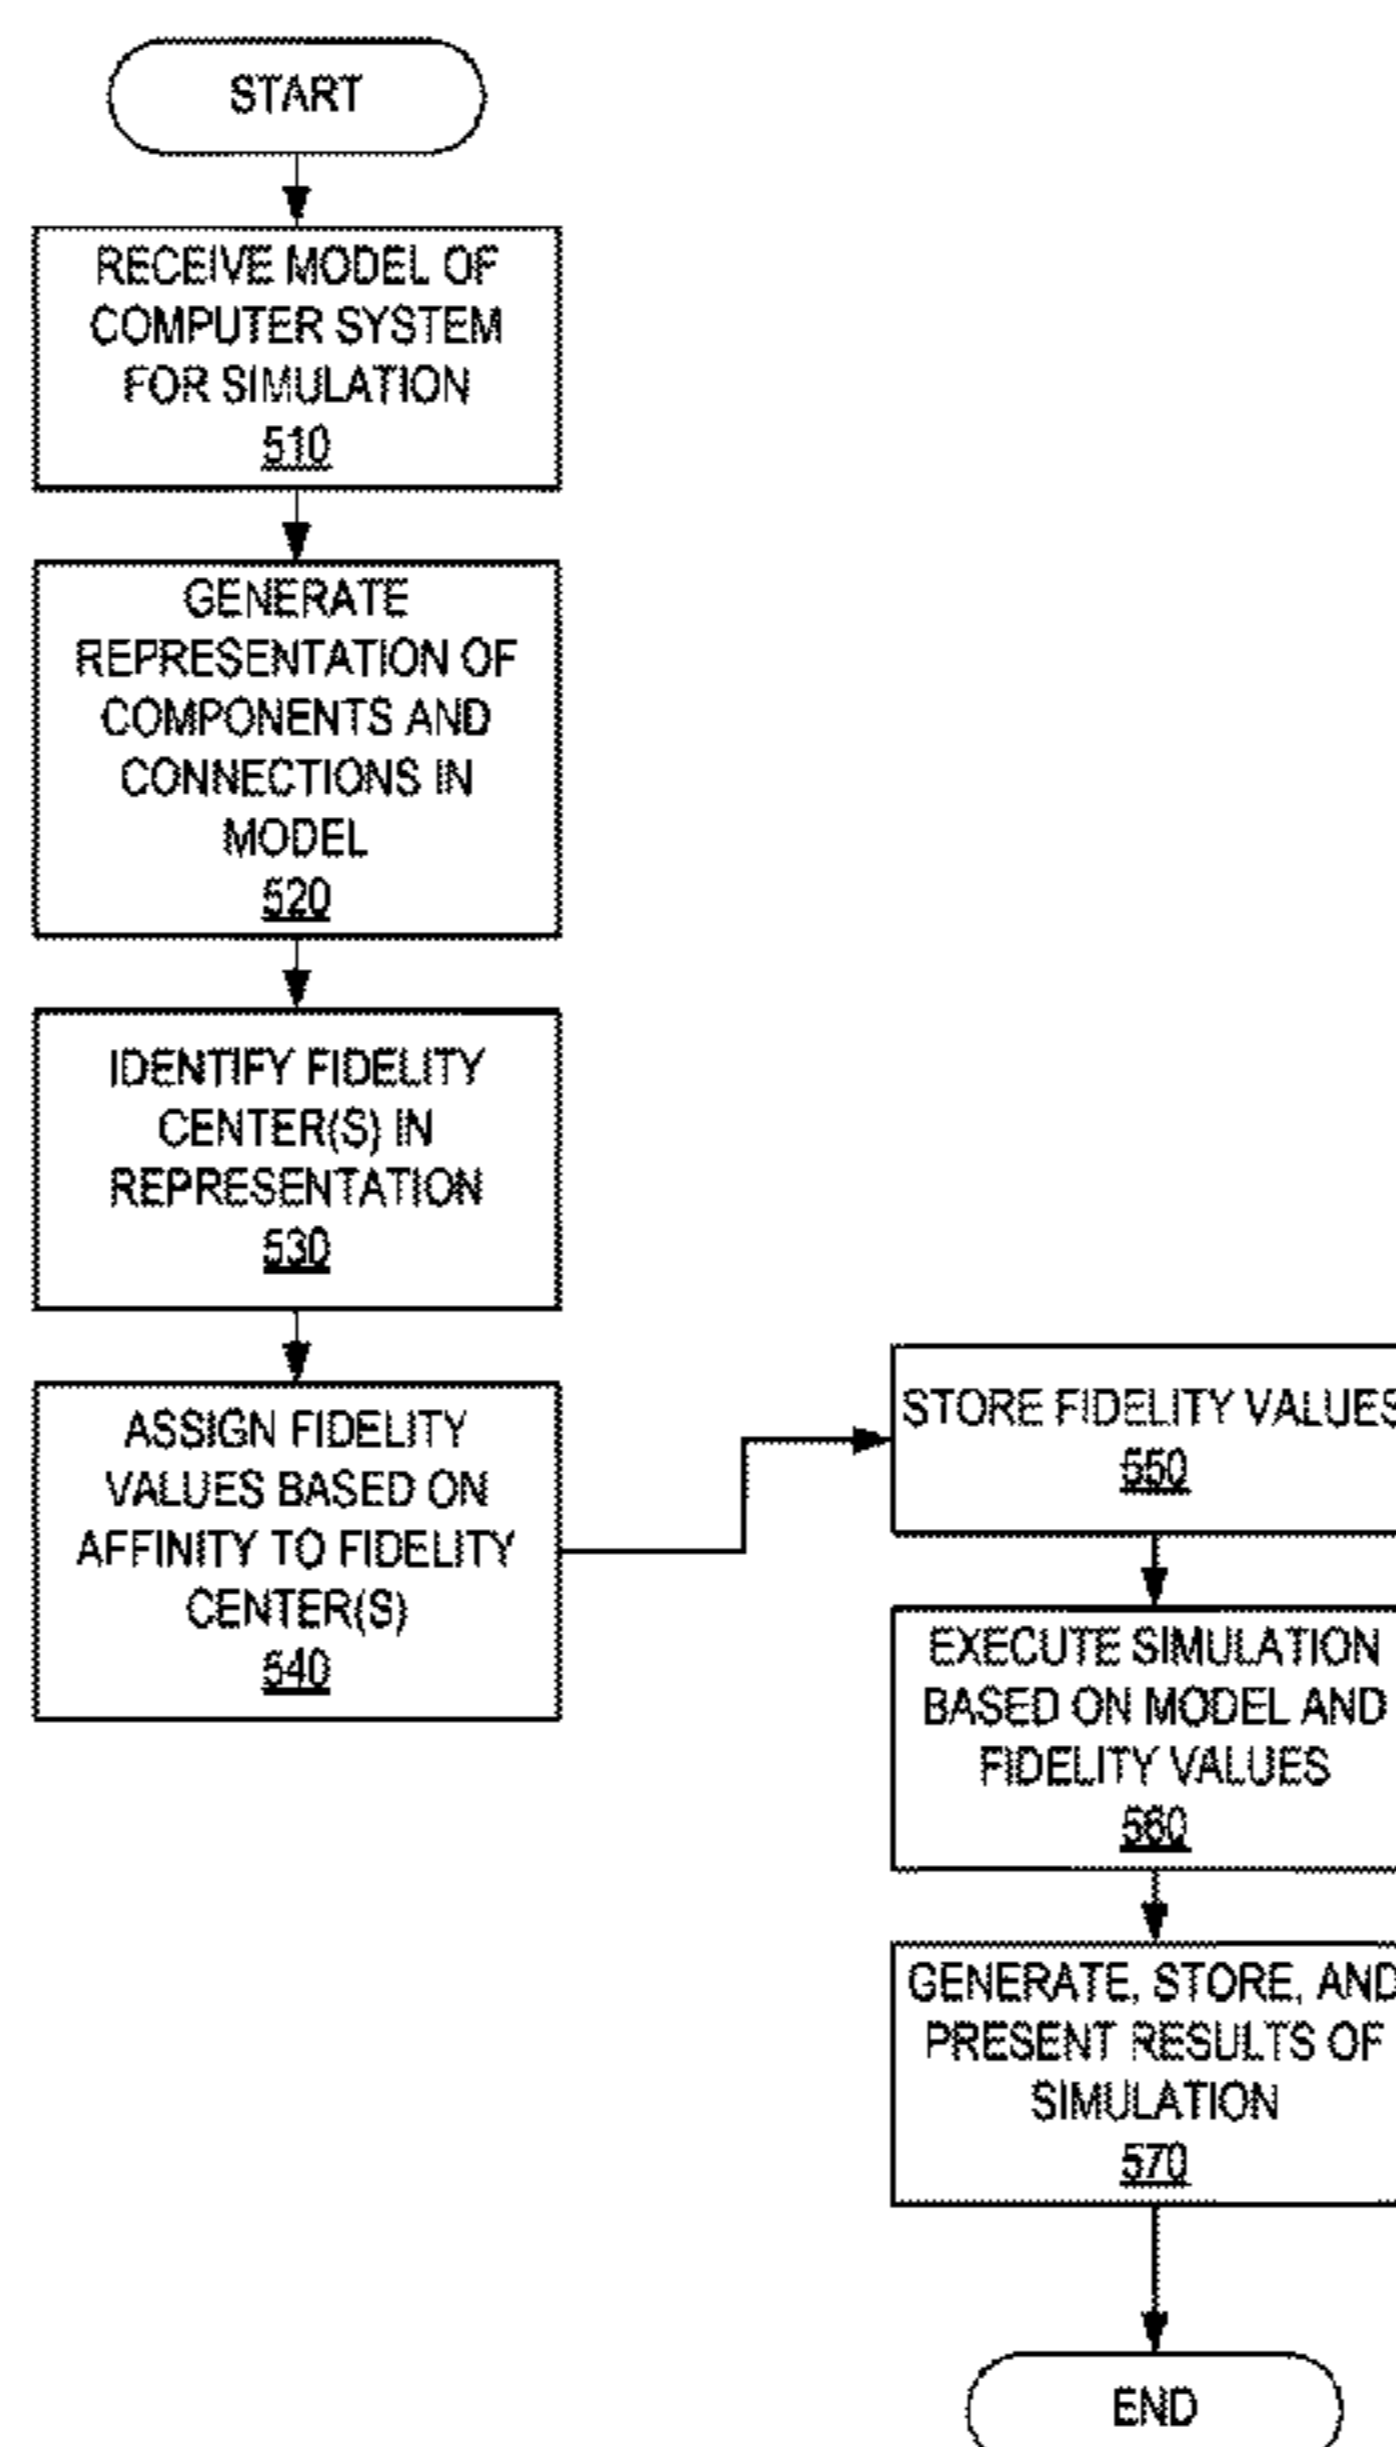 START
RECEIVE MODEL OF
COMPUTER SYSTEM
FOR SIMULATION
510
GENERATE
REPRESENTATION OF
COMPONENTS AND
CONNECTIONS IN
MODEL
520
IDENTIFY FIDELITY
CENTER(S) IN
REPRESENTATION
530
ASSIGN FIDELITY
VALUES BASED ON
AFFINITY TO FIDELITY
CENTER(S)
540
STORE FIDELITY VALUES
550
EXECUTE SIMULATION
BASED ON MODEL AND
FIDELITY VALUES
560
GENERATE, STORE, AND
PRESENT RESULTS OF
SIMULATION
570
END